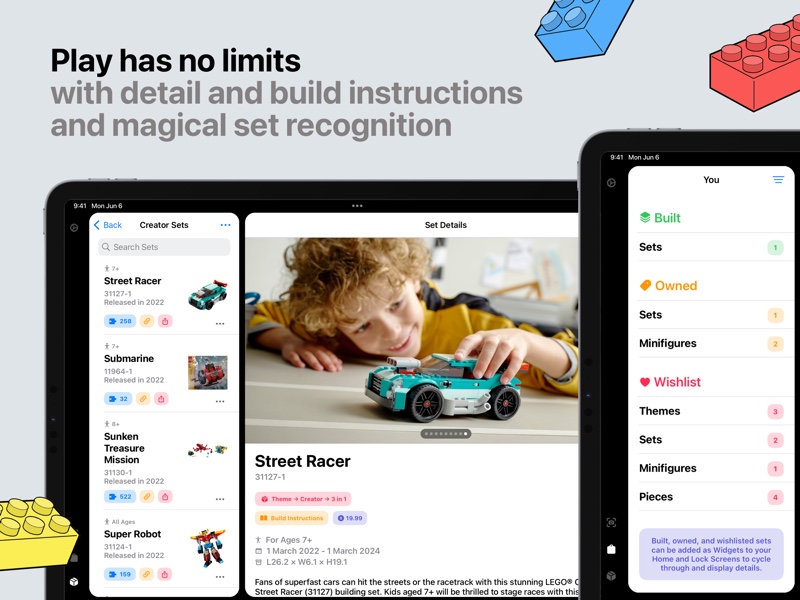 Play has no limits
with detail and build instructions
and magical set recognition
9:41 Mon Jun 6
Back
Creator Sets
Search Sets
7+
Street Racer
31127-1
Released in 2022
258
7+
Submarine
11964-1
Released in 2022
32
8+
Sunken
Treasure
Mission
31130-1
Released in 2022
522
All Ages
Super Robot
31124-1
Released in 2022
159
Set Details
Street Racer
31127-1
Theme → Creator → 3 in 1
Build Instructions
19.99
For Ages 7+
1 March 2022 - 1 March 2024
L26.2 × W6.1 × H19.1
Fans of superfast cars can hit the streets or the racetrack with this stunning LEGO®
Street Racer (31127) building set. Kids aged 7+ will be thrilled to stage races with this
9:41 Mon Jun 6
You
Built
Sets 1
Owned
Sets 1
Minifigures 2
Wishlist
Themes 3
Sets 2
Minifigures 1
Pieces 4
Built, owned, and wishlisted sets
can be added as Widgets to your
Home and Lock Screens to cycle
through and display details.